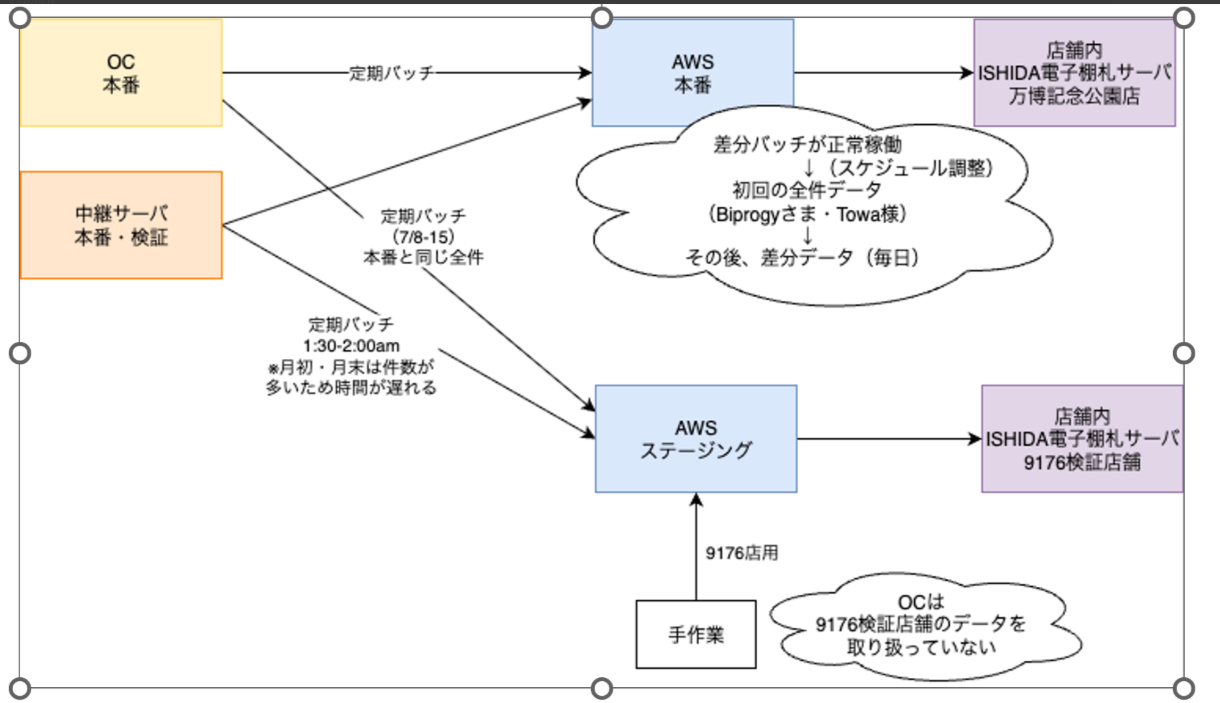 OC
本番
定期バッチ
AWS
本番
店舗内
ISHIDA電子棚札サーバ
万博記念公園店
差分バッチが正常稼働
↓（スケジュール調整）
初回の全件データ
（Biprogyさま・Towa様）
↓
その後、差分データ（毎日）
中継サーバ
本番・検証
定期バッチ
（7/8-15）
本番と同じ全件
定期バッチ
1:30-2:00am
※月初・月末は件数が
多いため時間が遅れる
AWS
ステージング
店舗内
ISHIDA電子棚札サーバ
9176検証店舗
9176店用
手作業
OCは
9176検証店舗のデータを
取り扱っていない